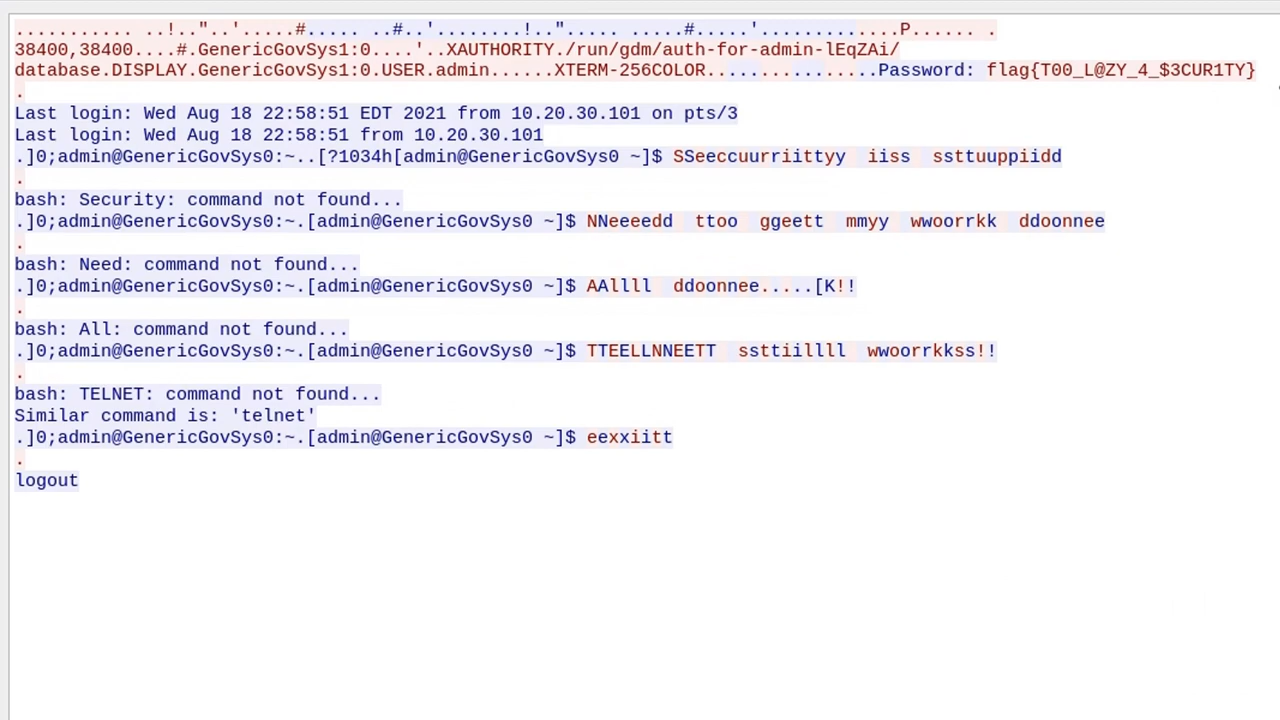 ........... ..!.."..'.....#..... ..#..'........!..".... .....#.....'.............P...... .
38400,38400....#.GenericGovSys1:0....'..XAUTHORITY./run/gdm/auth-for-admin-lEqZAi/
database.DISPLAY.GenericGovSys1:0.USER.admin......XTERM-256COLOR................Password: flag{T00_L@ZY_4_$3CUR1TY}
.
Last login: Wed Aug 18 22:58:51 EDT 2021 from 10.20.30.101 on pts/3
Last login: Wed Aug 18 22:58:51 from 10.20.30.101
.]0;admin@GenericGovSys0:~..[?1034h[admin@GenericGovSys0 ~]$ SSeeccuurriittyy  iiss  ssttuuppiidd
.
bash: Security: command not found...
.]0;admin@GenericGovSys0:~.[admin@GenericGovSys0 ~]$ NNeeeedd  ttoo  ggeett  mmyy  wwoorrkk  ddoonnee
.
bash: Need: command not found...
.]0;admin@GenericGovSys0:~.[admin@GenericGovSys0 ~]$ AAllll  ddoonnee.....[K!!
.
bash: All: command not found...
.]0;admin@GenericGovSys0:~.[admin@GenericGovSys0 ~]$ TTEELLNNEETT  ssttiillll  wwoorrkkss!!
.
bash: TELNET: command not found...
Similar command is: 'telnet'
.]0;admin@GenericGovSys0:~.[admin@GenericGovSys0 ~]$ eexxiitt
.
logout